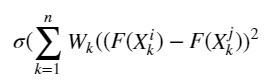 σ(∑_{k=1}^{n} W_k((F(X_k^i) − F(X_k^j))^2